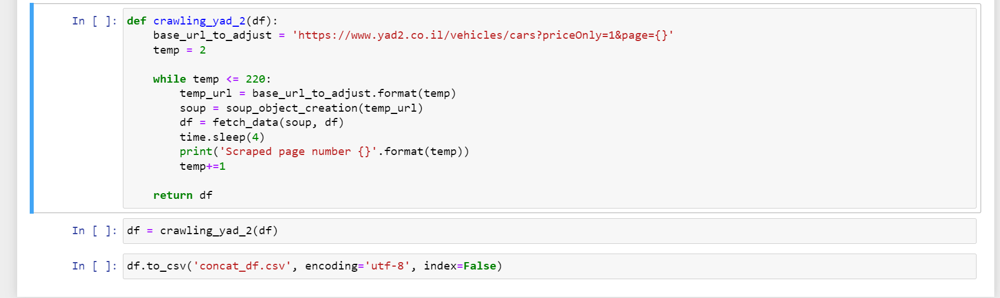 In [ ]: def crawling_yad_2(df):
    base_url_to_adjust = 'https://www.yad2.co.il/vehicles/cars?priceOnly=1&page={}'
    temp = 2
    while temp <= 220:
        temp_url = base_url_to_adjust.format(temp)
        soup = soup_object_creation(temp_url)
        df = fetch_data(soup, df)
        time.sleep(4)
        print('Scraped page number {}'.format(temp))
        temp+=1
    return df
In [ ]: df = crawling_yad_2(df)
In [ ]: df.to_csv('concat_df.csv', encoding='utf-8', index=False)